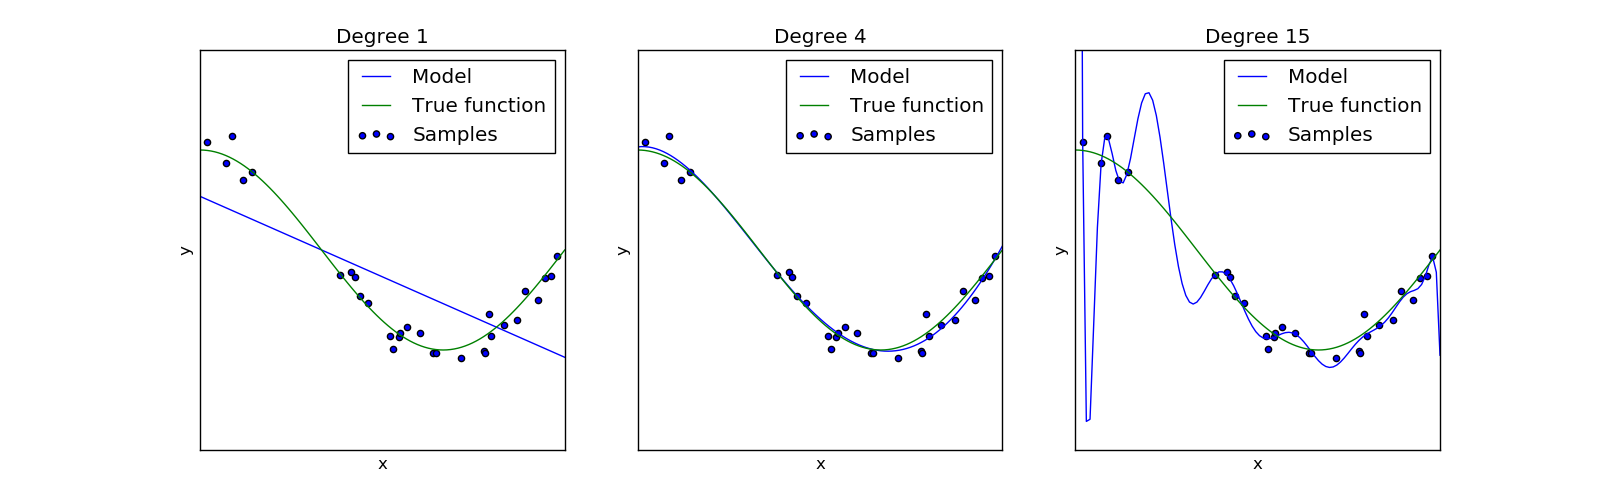 Degree 1
Model
True function
Samples
y
x
Degree 4
Model
True function
Samples
y
x
Degree 15
Model
True function
Samples
y
x